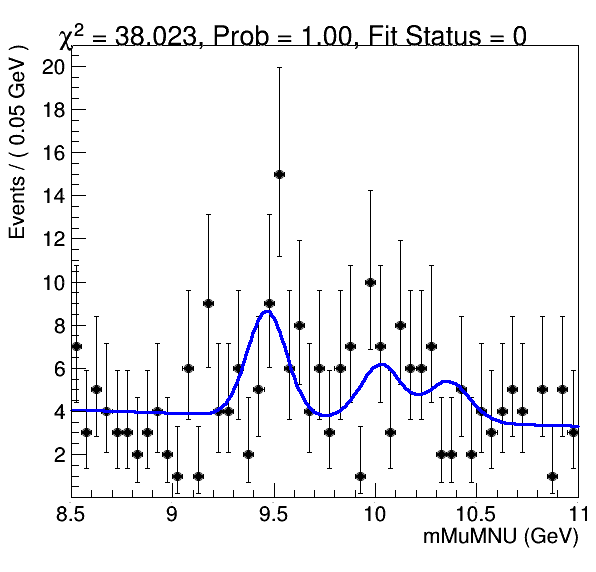 χ² = 38.023, Prob = 1.00, Fit Status = 0
Events / ( 0.05 GeV )
20
18
16
14
12
10
8
6
4
2
8.5 9 9.5 10 10.5 11
mMuMNU (GeV)